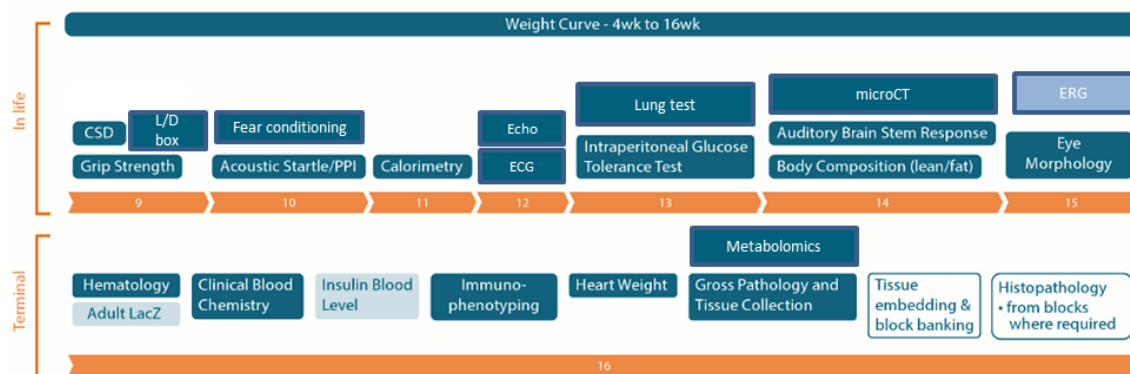 Weight Curve - 4wk to 16wk
In life
CSD
L/D
box
Fear conditioning
Echo
Lung test
microCT
ERG
Grip Strength
Acoustic Startle/PPI
Calorimetry
ECG
Intraperitoneal Glucose
Tolerance Test
Auditory Brain Stem Response
Body Composition (lean/fat)
Eye
Morphology
9
10
11
12
13
14
15
Terminal
Metabolomics
Hematology
Adult LacZ
Clinical Blood
Chemistry
Insulin Blood
Level
Immuno-
phenotyping
Heart Weight
Gross Pathology and
Tissue Collection
Tissue
embedding &
block banking
Histopathology
• from blocks
where required
16